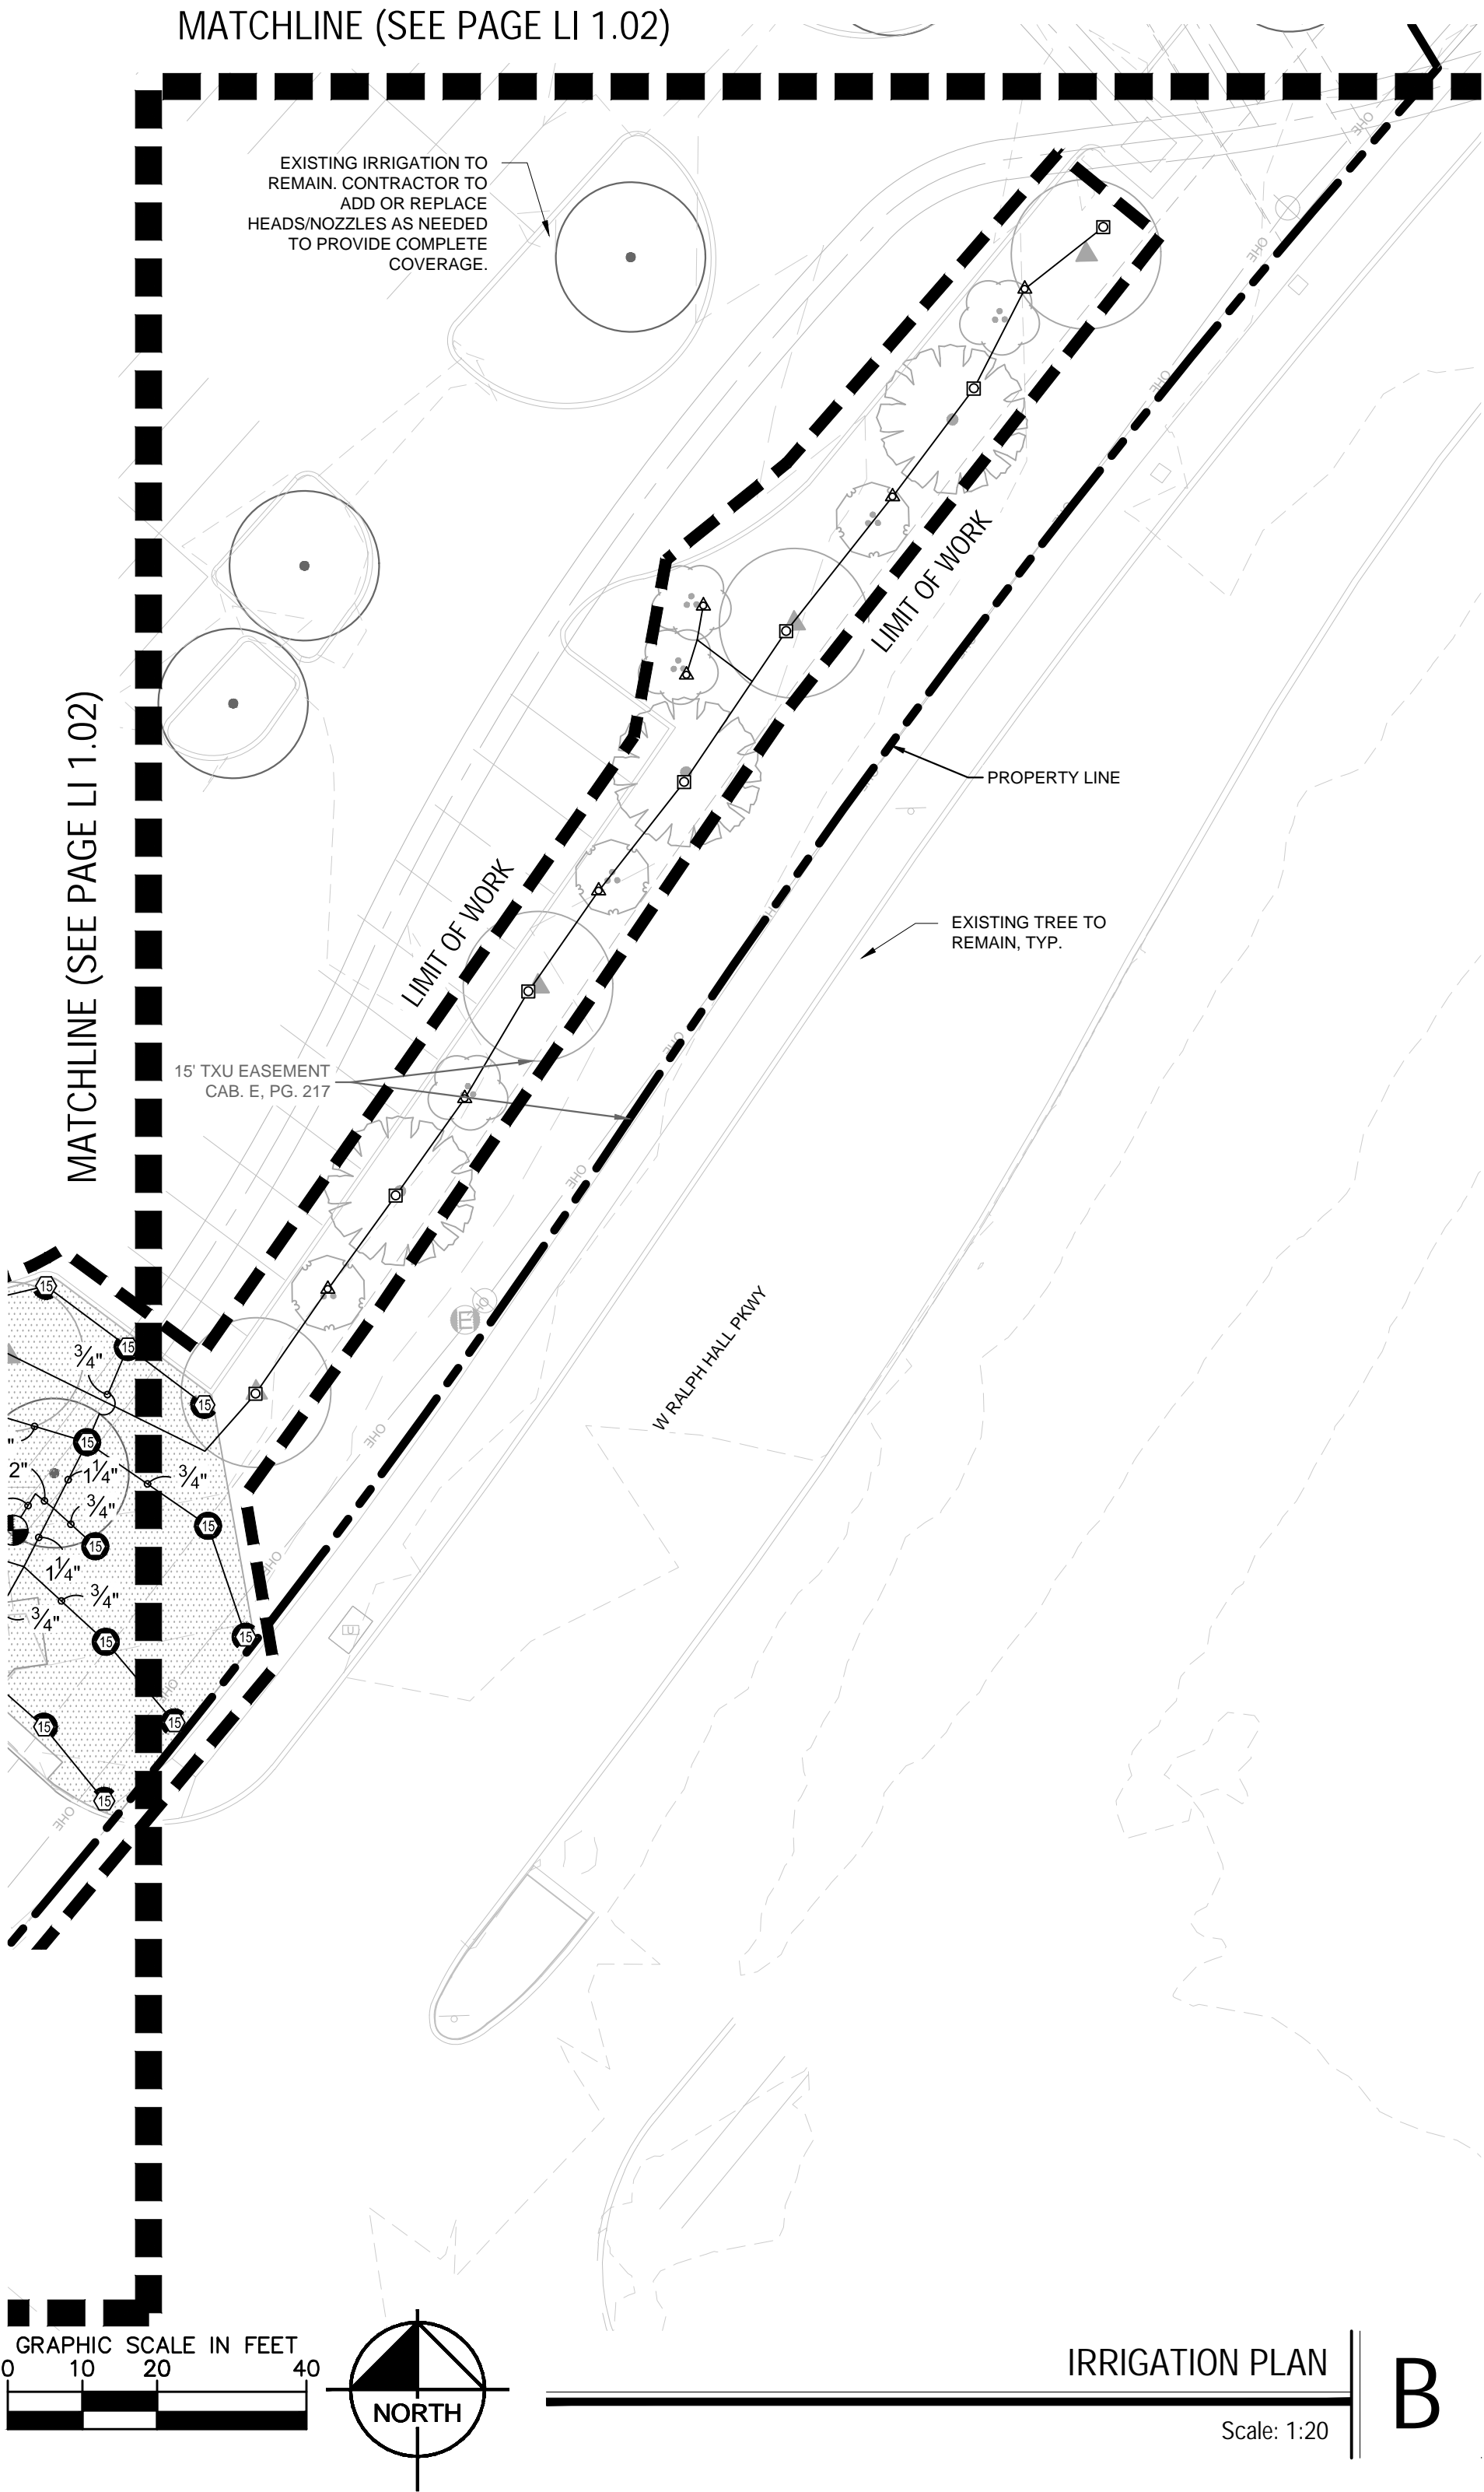 MATCHLINE (SEE PAGE LI 1.02)
EXISTING IRRIGATION TO
REMAIN. CONTRACTOR TO
ADD OR REPLACE
HEADS/NOZZLES AS NEEDED
TO PROVIDE COMPLETE
COVERAGE.
OHE
OHE
OHE
LIMIT OF WORK
MATCHLINE (SEE PAGE LI 1.02)
PROPERTY LINE
LIMIT OF WORK
EXISTING TREE TO
REMAIN, TYP.
15' TXU EASEMENT
CAB. E, PG. 217
OHE
OHE
E
W RALPH HALL PKWY
15
3/4"
15
15
OHE
15
"
2"
1 1/4"
3/4"
3/4"
15
15
1 1/4"
OHE
3/4"
3/4"
15
15
E
OHE
15
15
15
OHE
GRAPHIC SCALE IN FEET
0 10 20 40
NORTH
IRRIGATION PLAN
Scale: 1:20
B